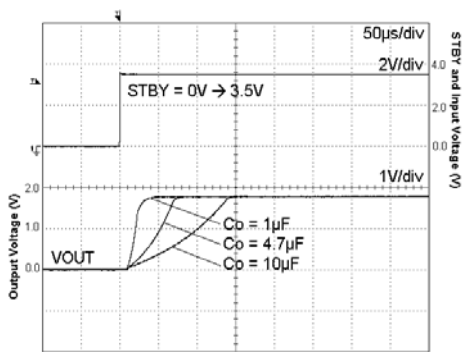 50µs/div
2V/div
STBY = 0V → 3.5V
4.0
2.0
0.0
STBY and Input Voltage (V)
1V/div
2.0
1.0
0.0
Output Voltage (V)
VOUT
Co = 1µF
Co = 4.7µF
Co = 10µF